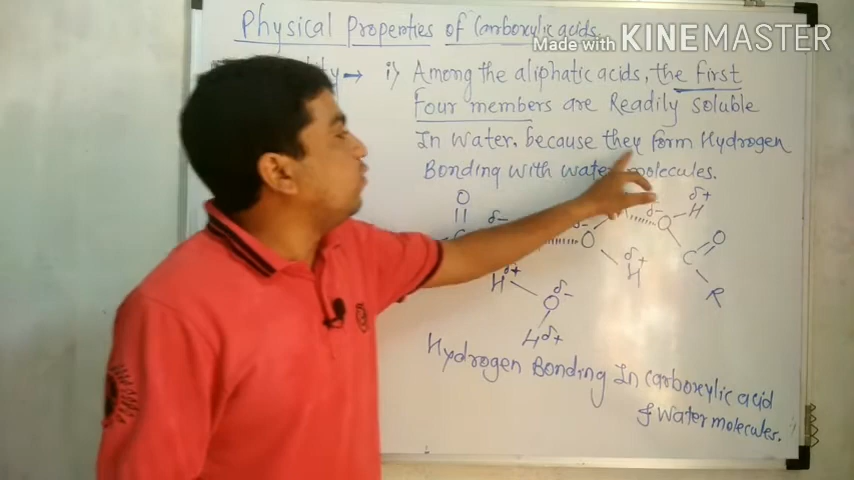 Made with KINEMASTER
Physical Properties of Carboxylic acids.
i) Among the aliphatic acids, the first
Four members are Readily soluble
In Water. because they form Hydrogen
Bonding with water molecules.
O δ- δ- δ+
O H
O O
δ+ δ+ C
H H
O δ- R
H δ+
Hydrogen Bonding In carboxylic acid
& Water molecules.